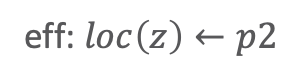 eff: loc(z) ← p2